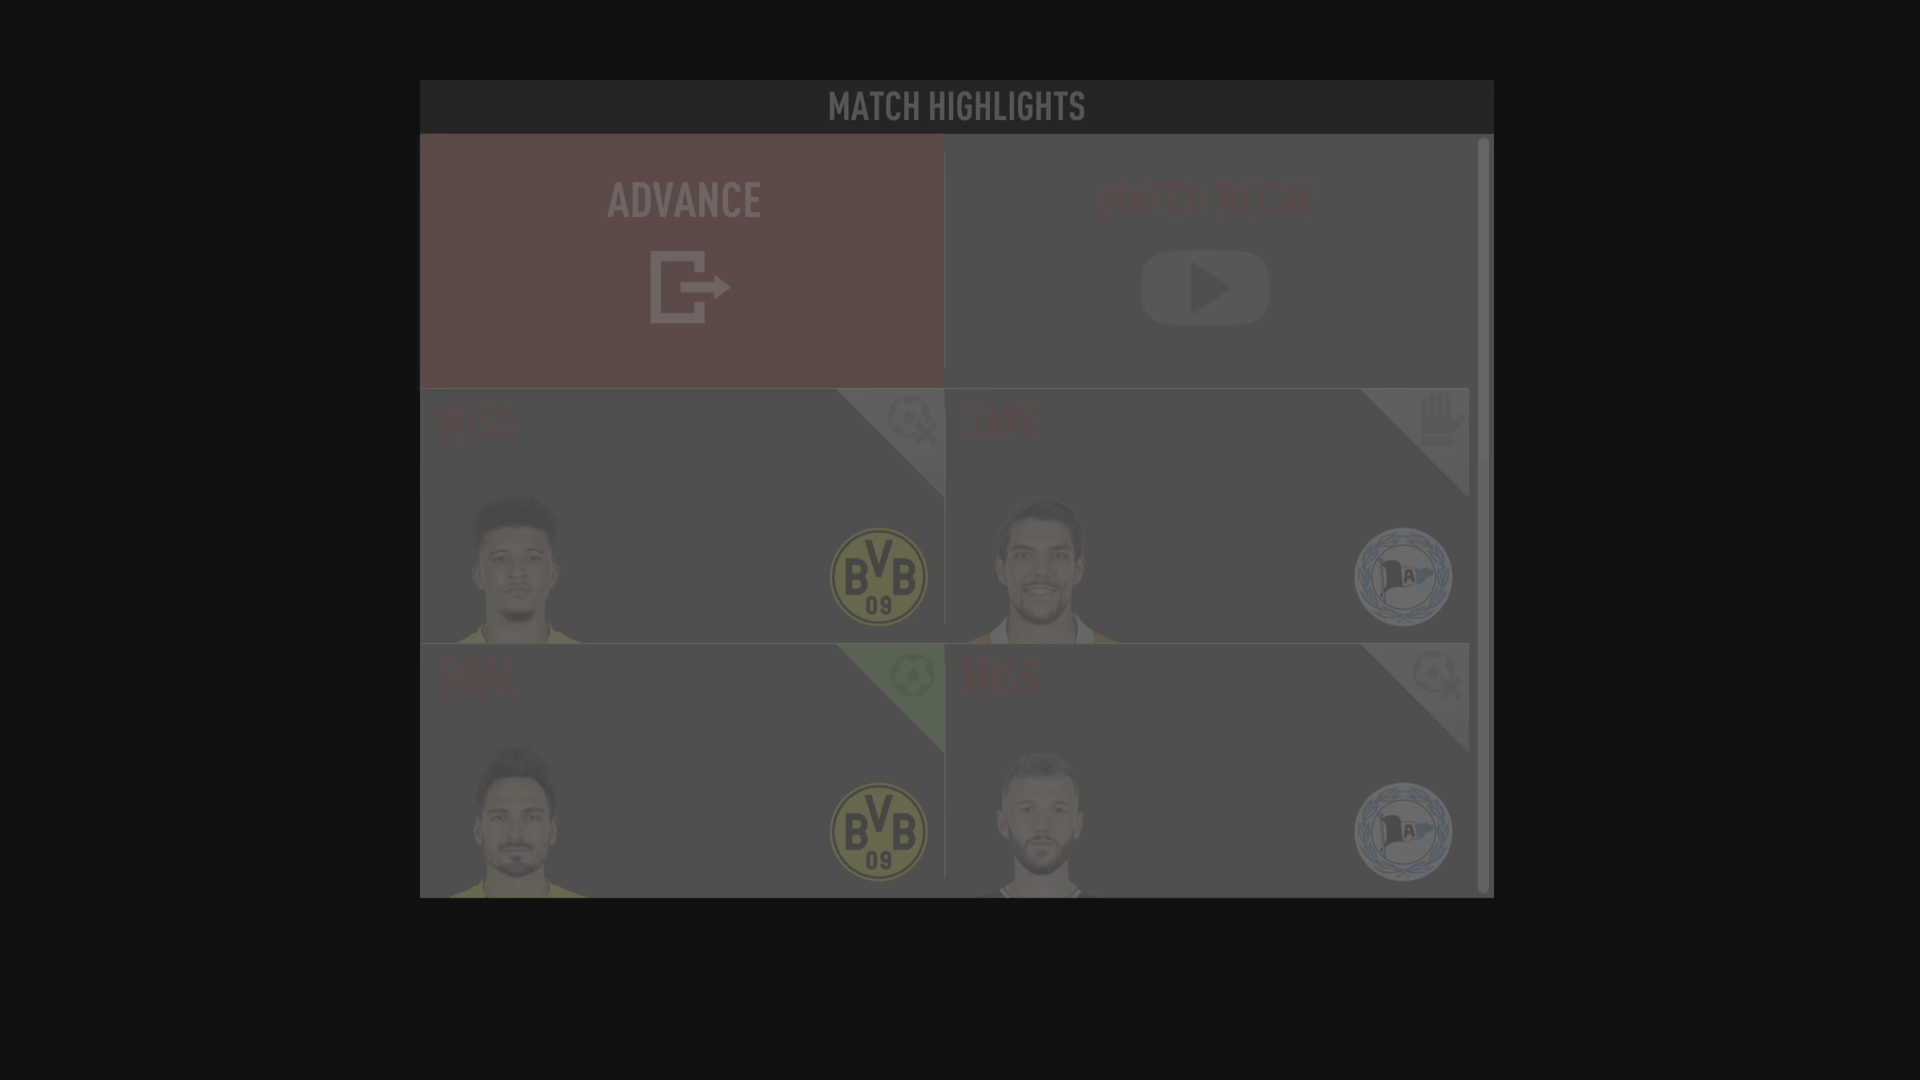 MATCH HIGHLIGHTS
ADVANCE
MATCH RECAP
MISS
SAVE
BVB
09
A
GOAL
MISS
BVB
09
A